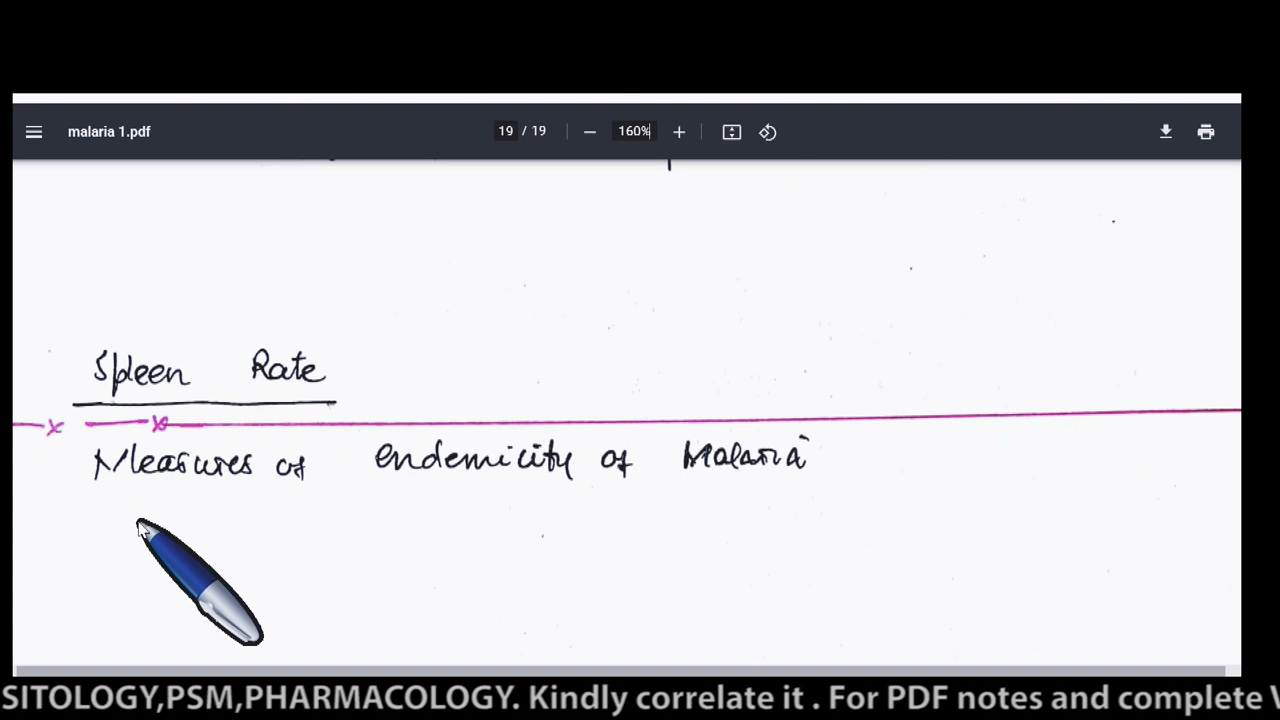 malaria 1.pdf
19 / 19
160%
Spleen Rate
Measures of endemicity of Malaria
SITOLOGY,PSM,PHARMACOLOGY. Kindly correlate it . For PDF notes and complete V